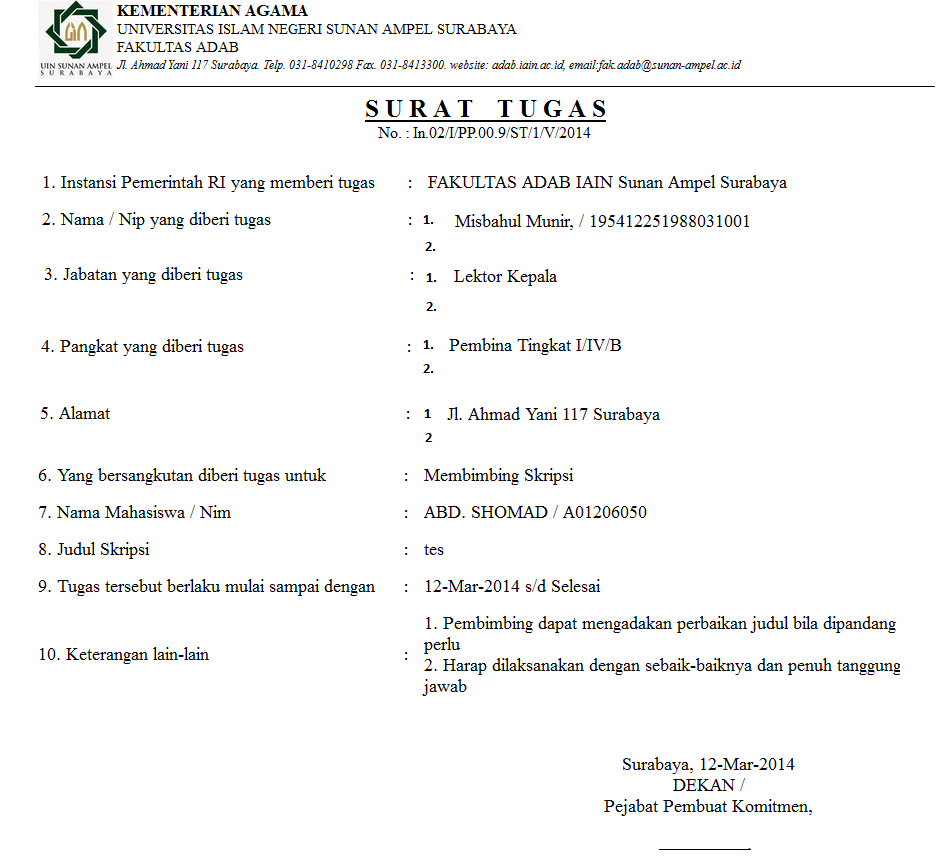 KEMENTERIAN AGAMA
UNIVERSITAS ISLAM NEGERI SUNAN AMPEL SURABAYA
FAKULTAS ADAB
UIN SUNAN AMPEL
SURABAYA
Jl. Ahmad Yani 117 Surabaya. Telp. 031-8410298 Fax. 031-8413300. website: adab.iain.ac.id, email:fak.adab@sunan-ampel.ac.id
SURAT TUGAS
No. : In.02/I/PP.00.9/ST/1/V/2014
1. Instansi Pemerintah RI yang memberi tugas : FAKULTAS ADAB IAIN Sunan Ampel Surabaya
2. Nama / Nip yang diberi tugas : 1. Misbahul Munir, / 195412251988031001
2.
3. Jabatan yang diberi tugas : 1. Lektor Kepala
2.
4. Pangkat yang diberi tugas : 1. Pembina Tingkat I/IV/B
2.
5. Alamat : 1 Jl. Ahmad Yani 117 Surabaya
2
6. Yang bersangkutan diberi tugas untuk : Membimbing Skripsi
7. Nama Mahasiswa / Nim : ABD. SHOMAD / A01206050
8. Judul Skripsi : tes
9. Tugas tersebut berlaku mulai sampai dengan : 12-Mar-2014 s/d Selesai
10. Keterangan lain-lain : 1. Pembimbing dapat mengadakan perbaikan judul bila dipandang
perlu
2. Harap dilaksanakan dengan sebaik-baiknya dan penuh tanggung
jawab
Surabaya, 12-Mar-2014
DEKAN /
Pejabat Pembuat Komitmen,